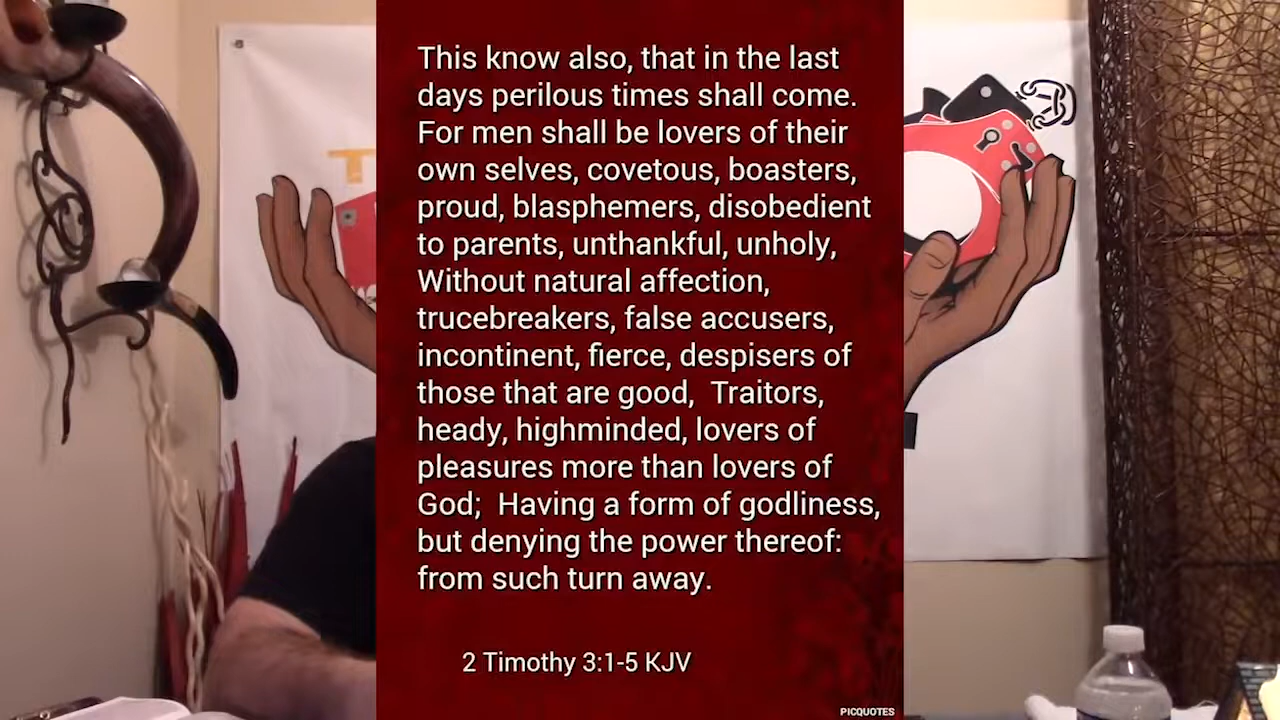 This know also, that in the last
days perilous times shall come.
For men shall be lovers of their
own selves, covetous, boasters,
proud, blasphemers, disobedient
to parents, unthankful, unholy,
Without natural affection,
trucebreakers, false accusers,
incontinent, fierce, despisers of
those that are good,  Traitors,
heady, highminded, lovers of
pleasures more than lovers of
God;  Having a form of godliness,
but denying the power thereof:
from such turn away.
2 Timothy 3:1-5 KJV
PICQUOTES